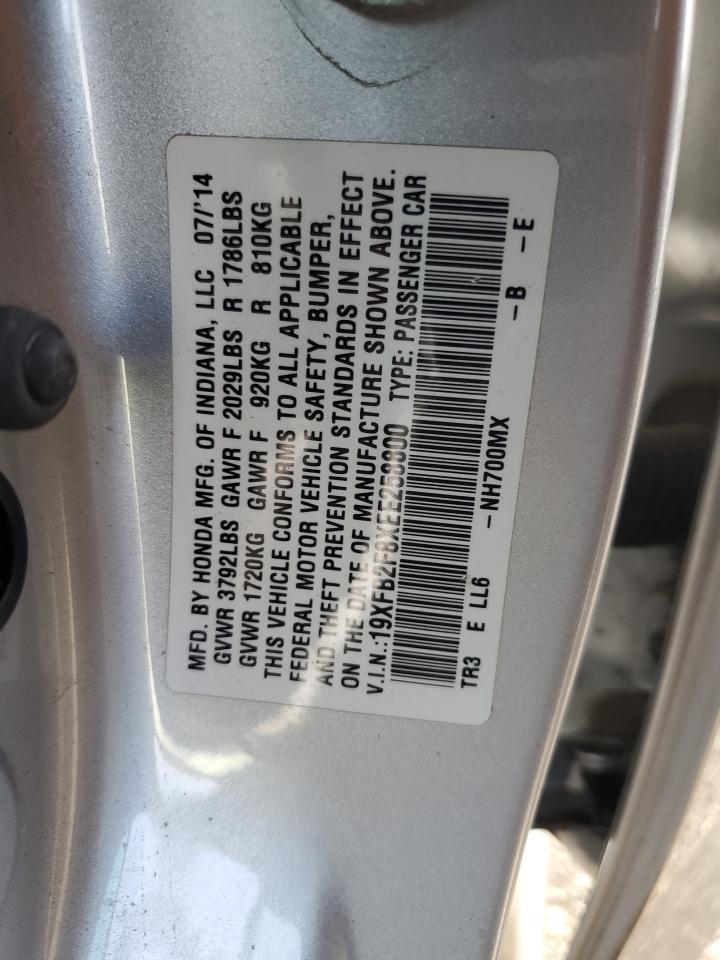 MFD. BY HONDA MFG. OF INDIANA, LLC 07/'14
GVWR 3792LBS GAWR F 2029LBS R 1786LBS
GVWR 1720KG GAWR F 920KG R 810KG
THIS VEHICLE CONFORMS TO ALL APPLICABLE
FEDERAL MOTOR VEHICLE SAFETY, BUMPER,
AND THEFT PREVENTION STANDARDS IN EFFECT
ON THE DATE OF MANUFACTURE SHOWN ABOVE.
V.I.N.:19XFB2F8XEE258800 TYPE: PASSENGER CAR
TR3 E LL6 -NH700MX -B -E